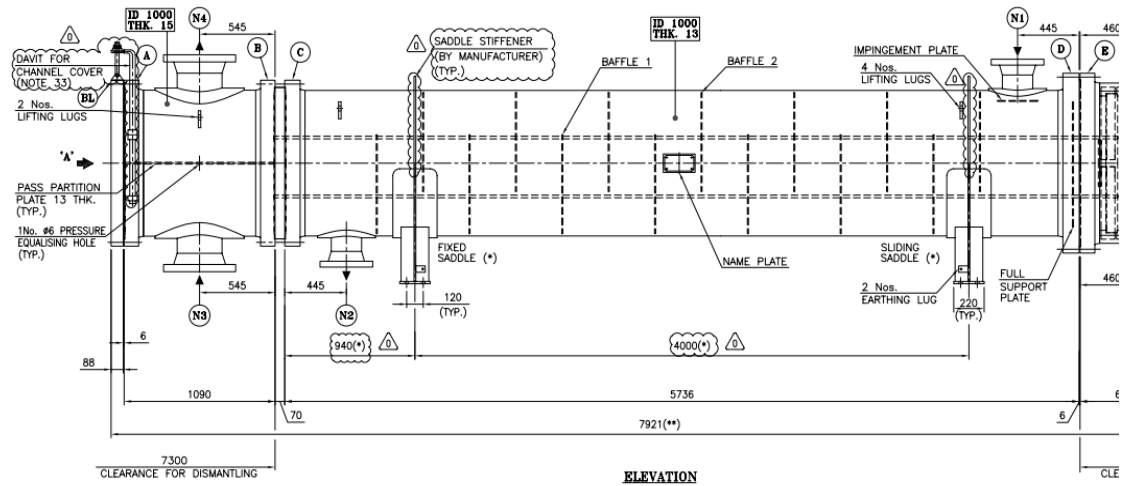 ID 1000
THK. 15
N4
545
0
A
DAVIT FOR
CHANNEL COVER
(NOTE 33)
BL
B
C
0
SADDLE STIFFENER
(BY MANUFACTURER)
(TYP.)
BAFFLE 1
ID 1000
THK. 13
BAFFLE 2
IMPINGEMENT PLATE
4 Nos.
LIFTING LUGS
0
N1
445
460
D
E
2 Nos.
LIFTING LUGS
'A'
PASS PARTITION
PLATE 13 THK.
(TYP.)
1No. ø6 PRESSURE
EQUALISING HOLE
(TYP.)
FIXED
SADDLE (*)
NAME PLATE
SLIDING
SADDLE (*)
2 Nos.
EARTHING LUG
FULL
SUPPORT
PLATE
460
545
445
N3
N2
120
(TYP.)
220
(TYP.)
940(*)
0
4000(*)
0
6
88
1090
70
5736
6
6
7921(**)
7300
CLEARANCE FOR DISMANTLING
ELEVATION
CLE